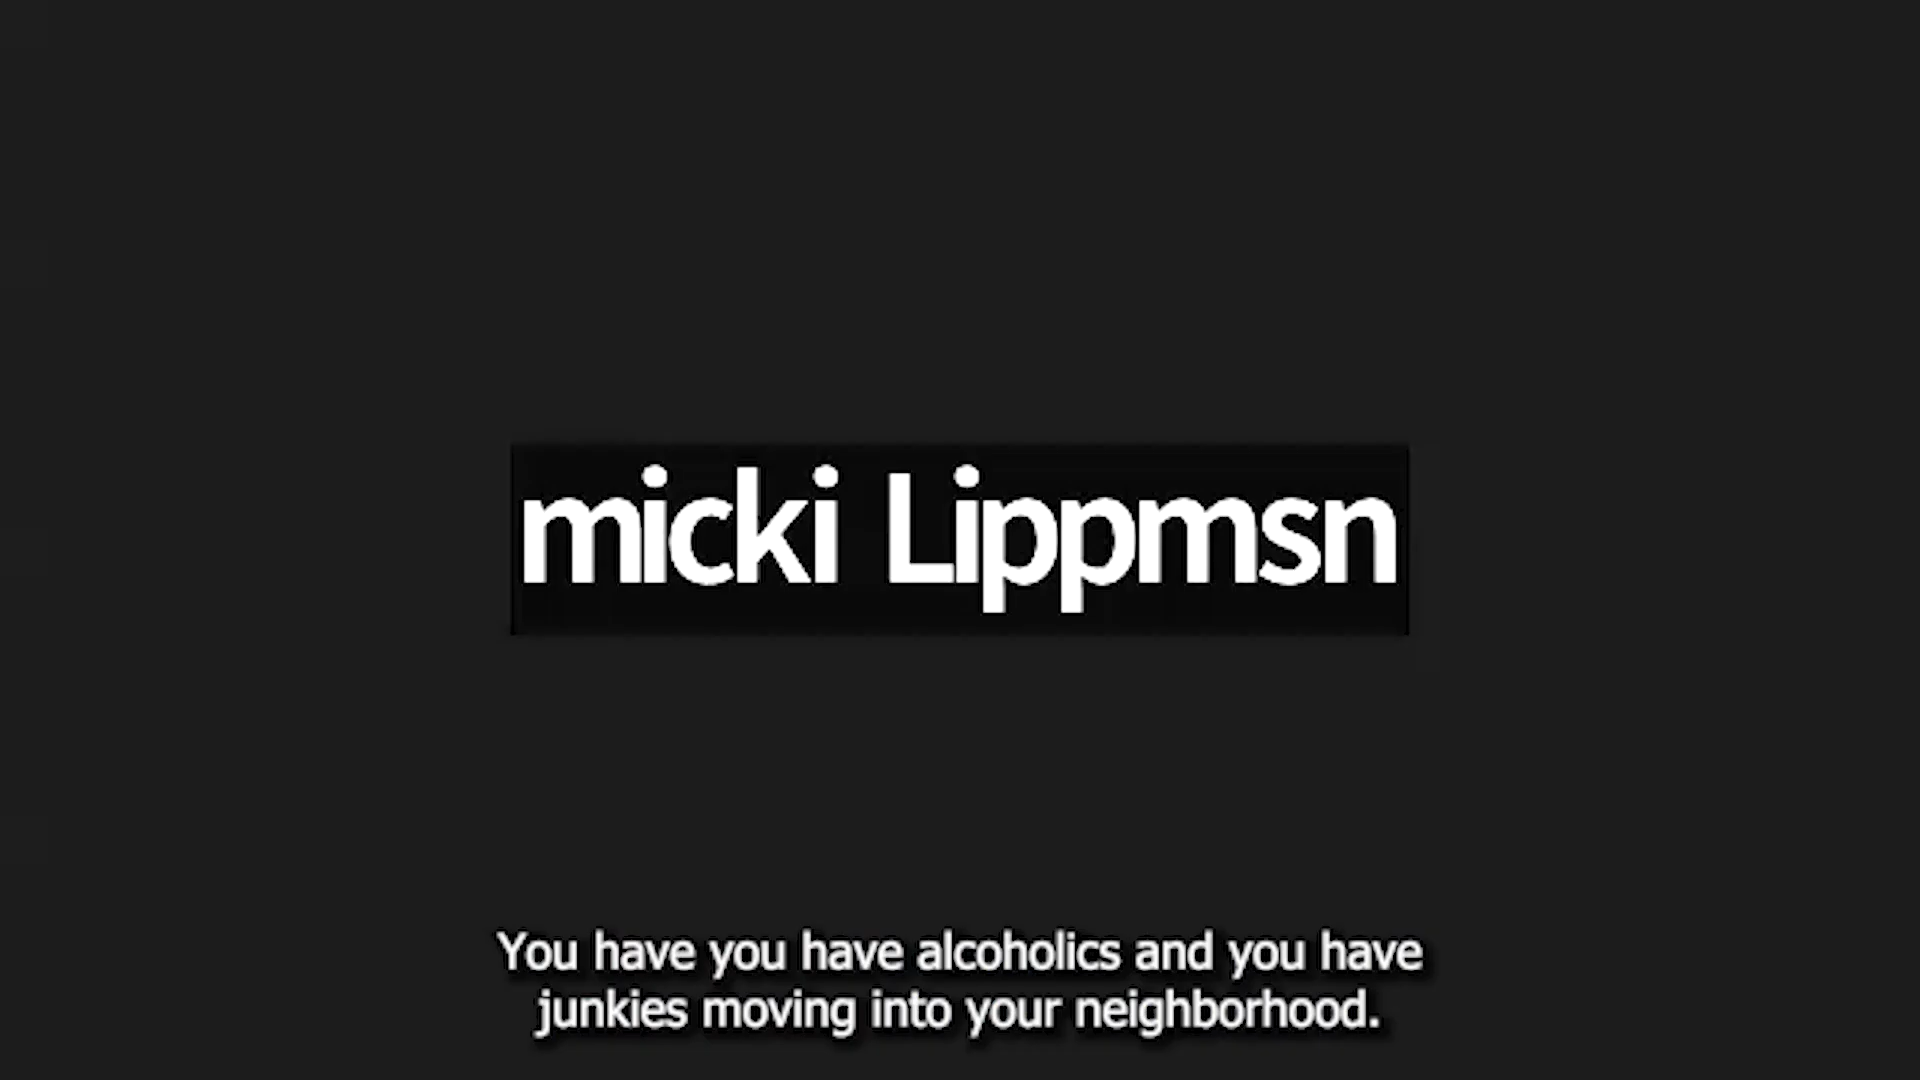 micki Lippmsn
You have you have alcoholics and you have
junkies moving into your neighborhood.